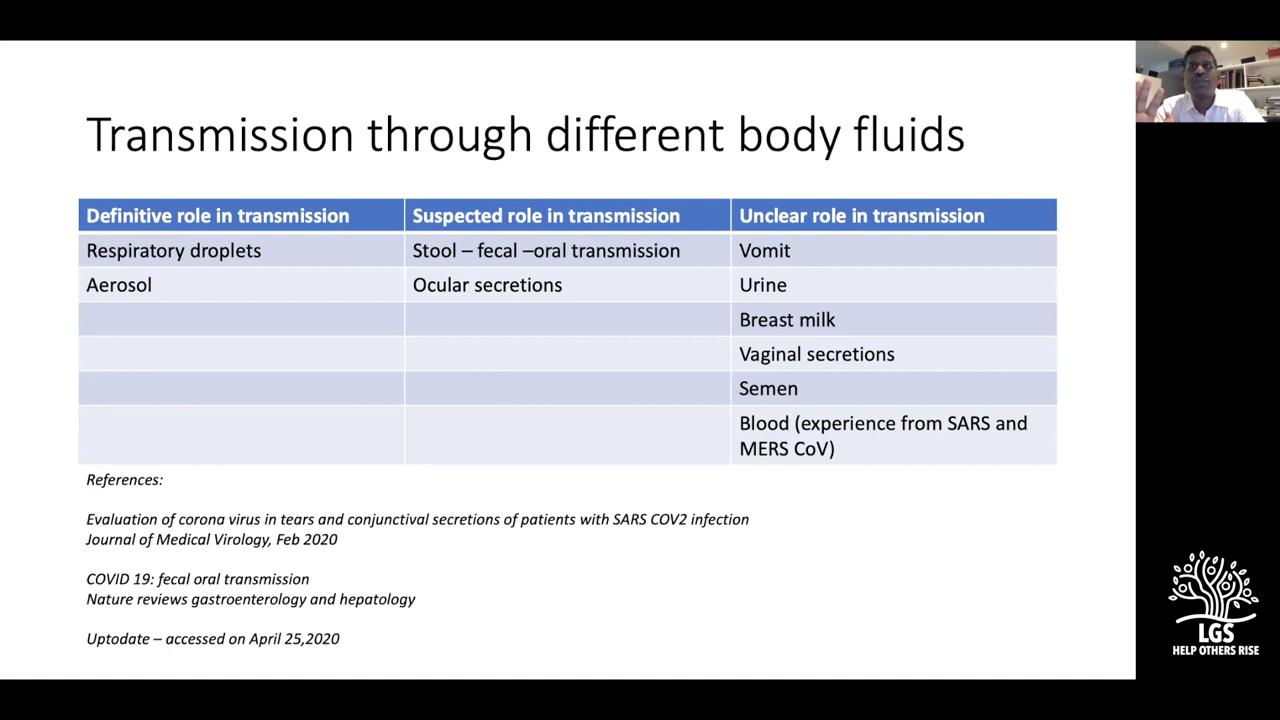 Transmission through different body fluids
Definitive role in transmission
Suspected role in transmission
Unclear role in transmission
Respiratory droplets
Stool – fecal –oral transmission
Vomit
Aerosol
Ocular secretions
Urine
Breast milk
Vaginal secretions
Semen
Blood (experience from SARS and
MERS CoV)
References:
Evaluation of corona virus in tears and conjunctival secretions of patients with SARS COV2 infection
Journal of Medical Virology, Feb 2020
COVID 19: fecal oral transmission
Nature reviews gastroenterology and hepatology
Uptodate – accessed on April 25,2020
LGS
HELP OTHERS RISE